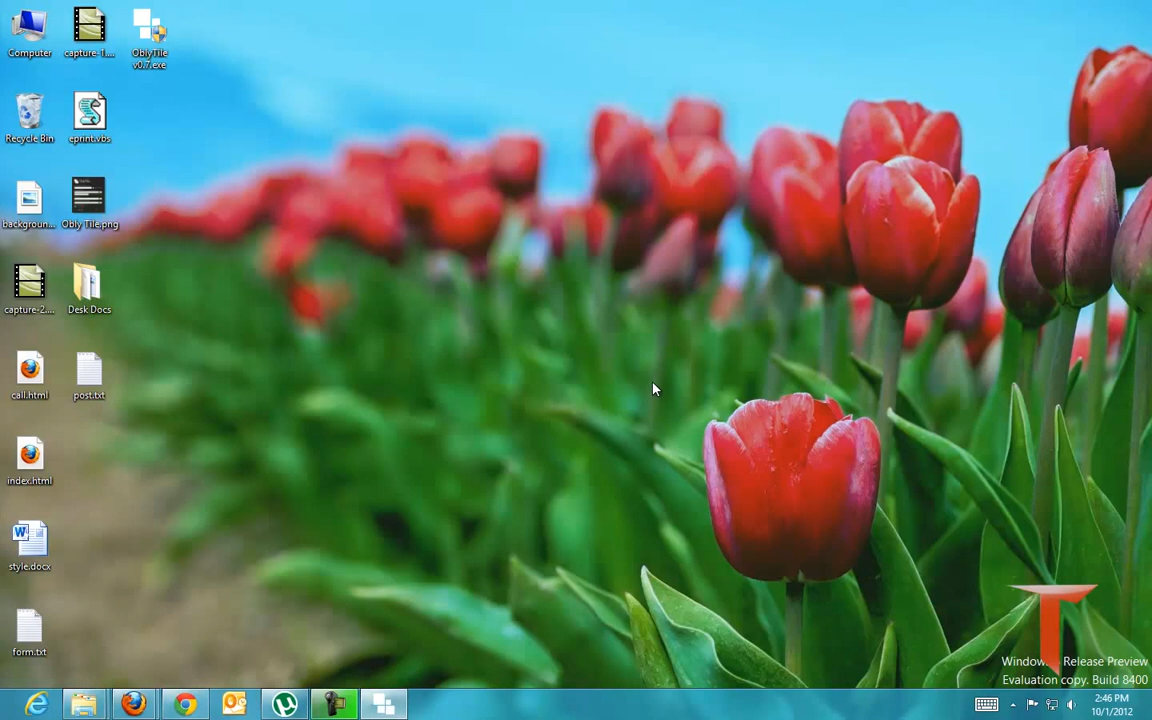 Computer
capture-1....
OblyTile
v0.7.exe
Recycle Bin
eprint.vbs
backgroun...
Obly Tile.png
capture-2....
Desk Docs
call.html
post.txt
index.html
style.docx
form.txt
T
Window Release Preview
Evaluation copy. Build 8400
2:46 PM
10/1/2012